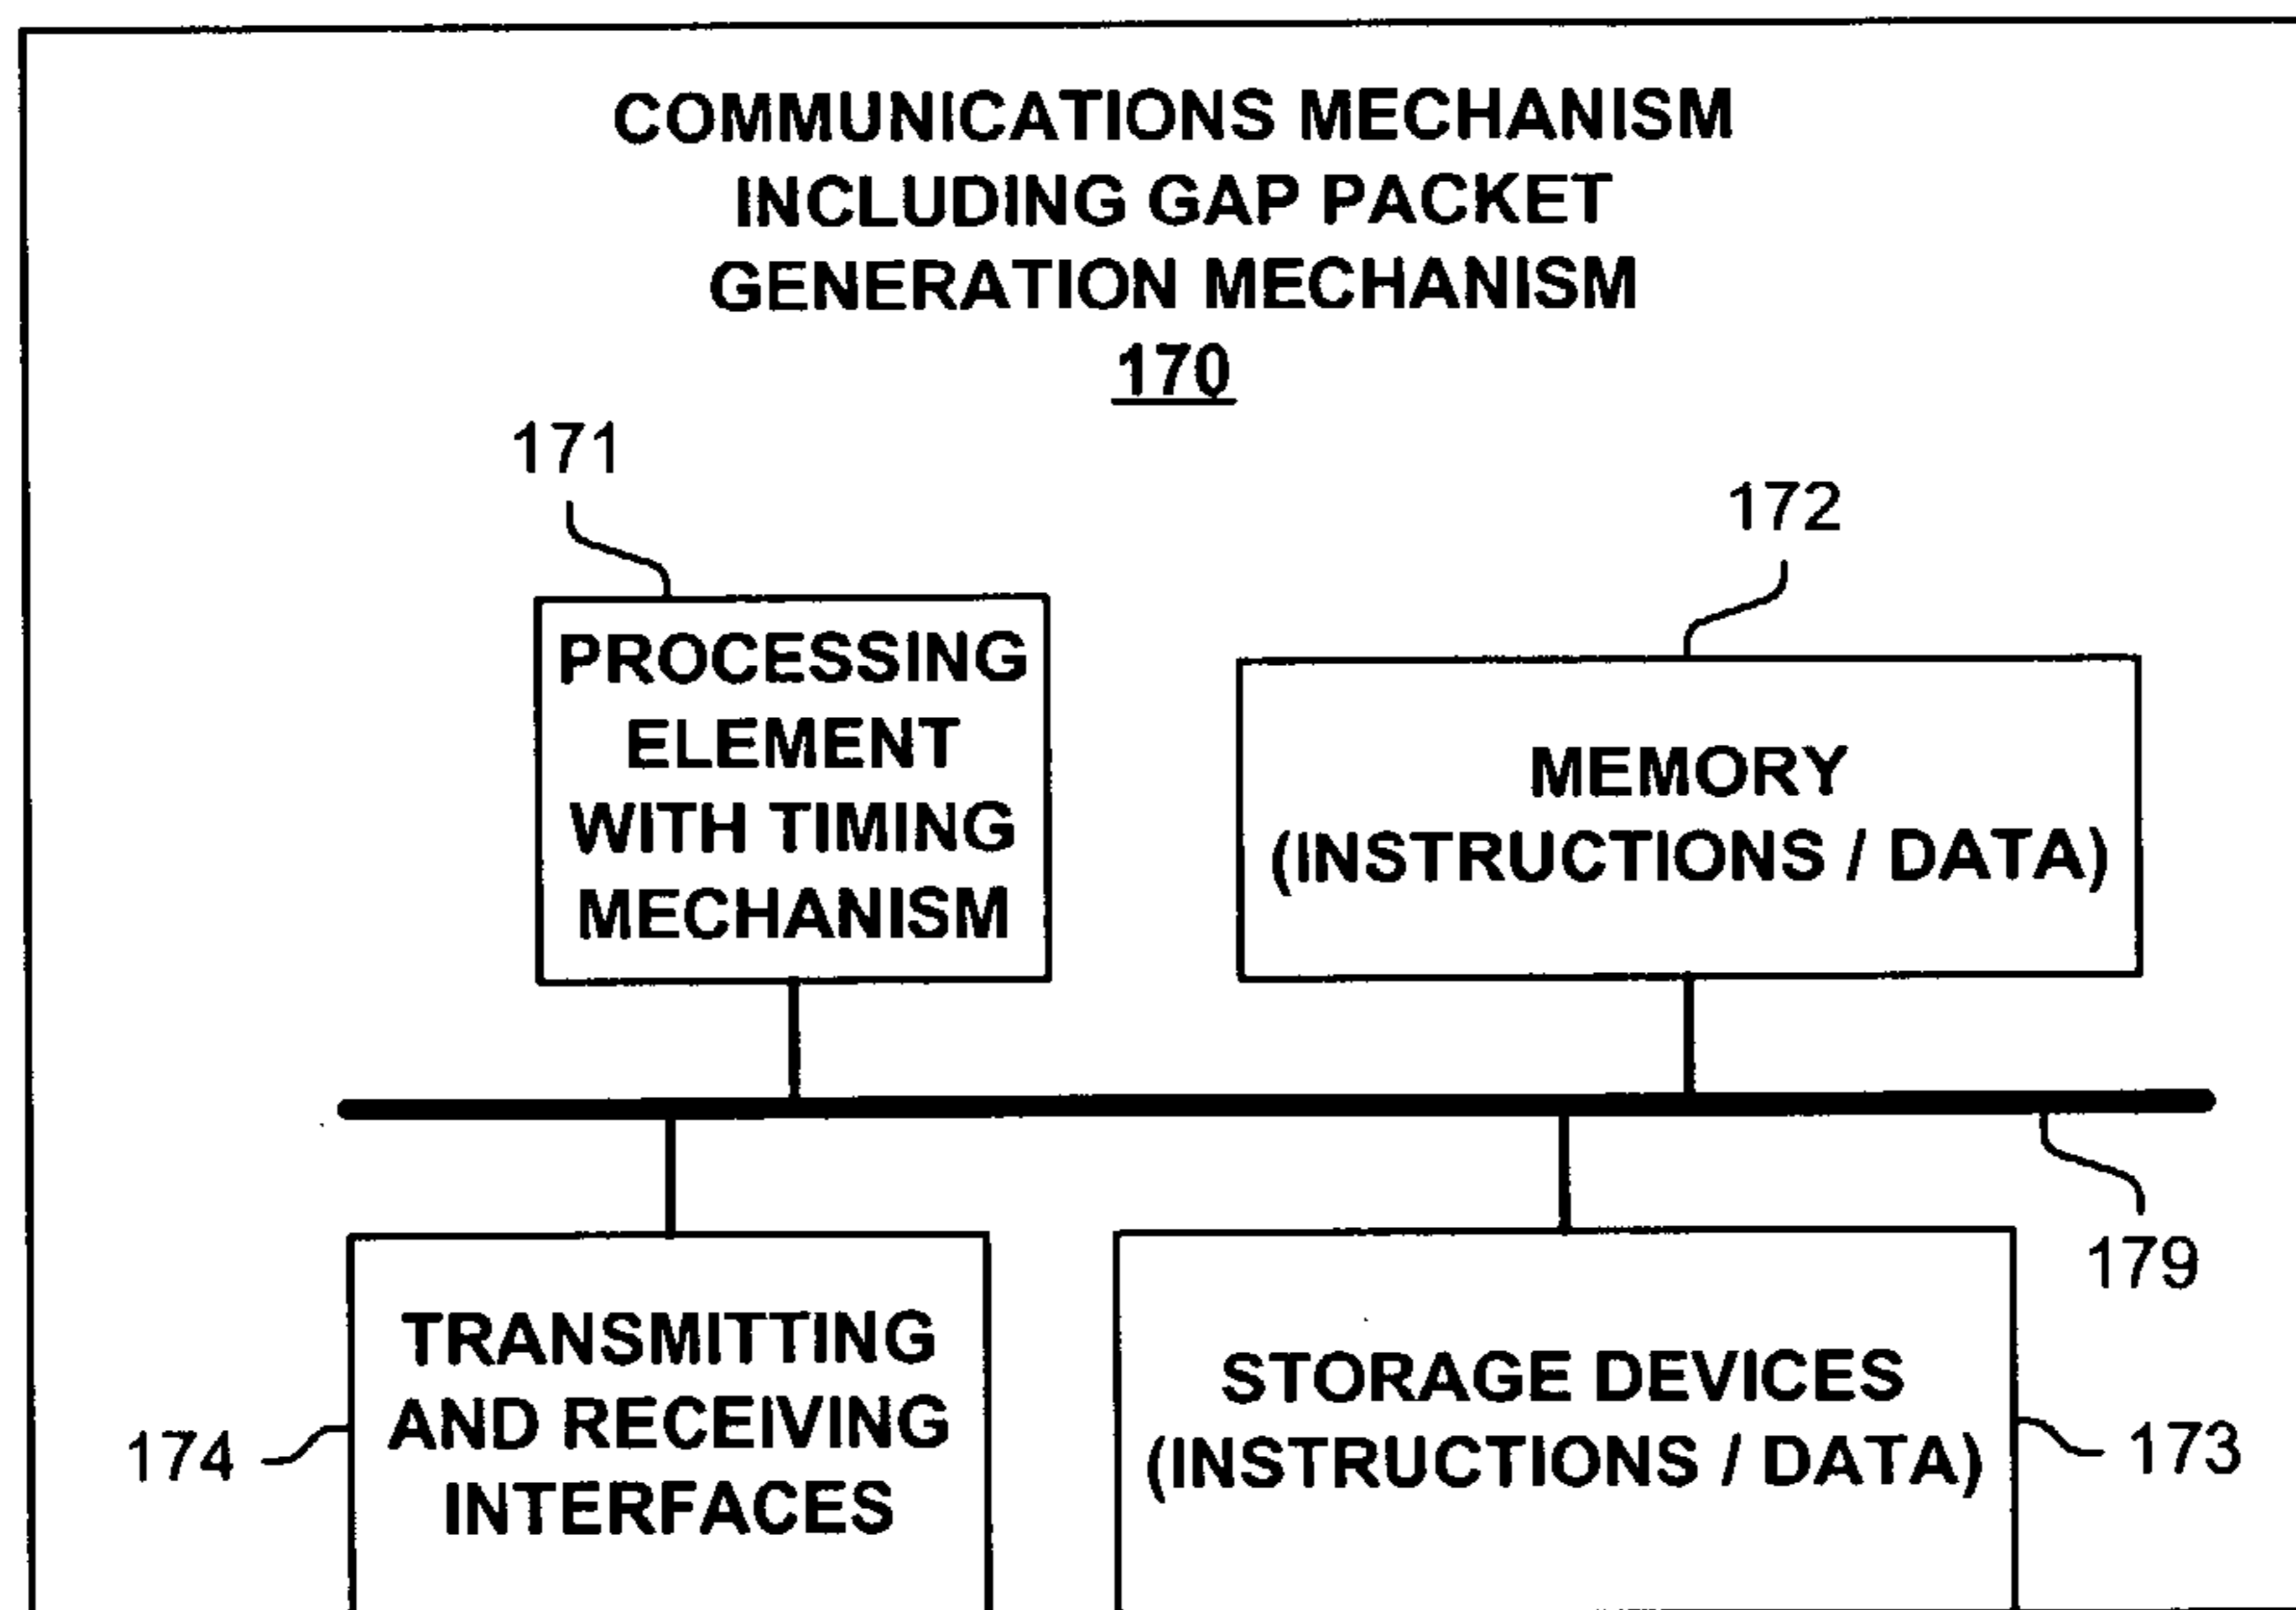 COMMUNICATIONS MECHANISM
INCLUDING GAP PACKET
GENERATION MECHANISM
170
171
172
PROCESSING
ELEMENT
WITH TIMING
MECHANISM
MEMORY
(INSTRUCTIONS / DATA)
179
TRANSMITTING
AND RECEIVING
INTERFACES
174
STORAGE DEVICES
(INSTRUCTIONS / DATA)
173